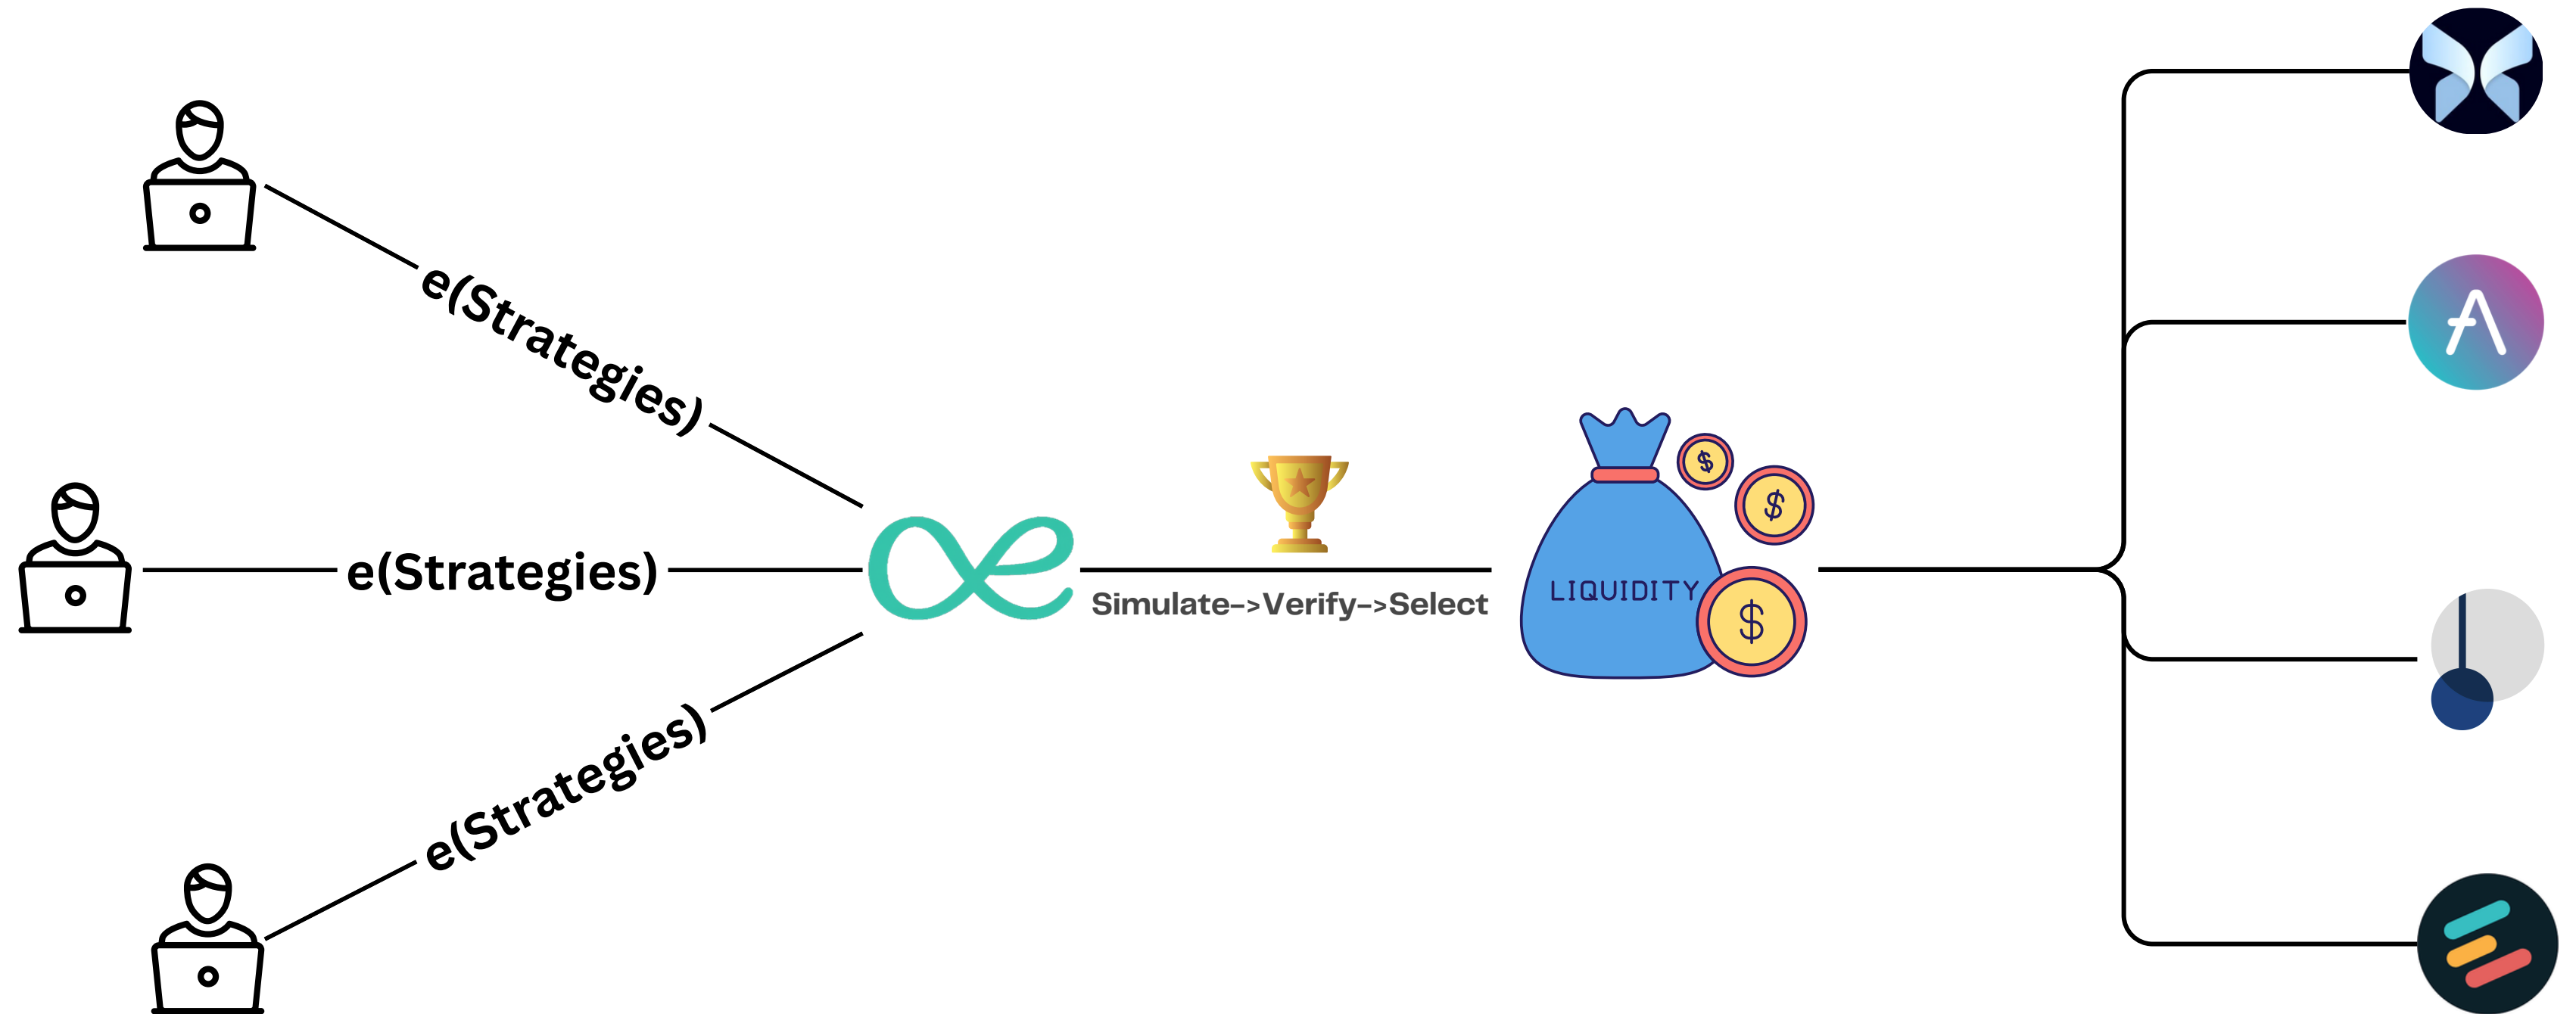 e(Strategies)
e(Strategies)
Simulate->Verify->Select
LIQUIDITY
$
$
$
e(Strategies)